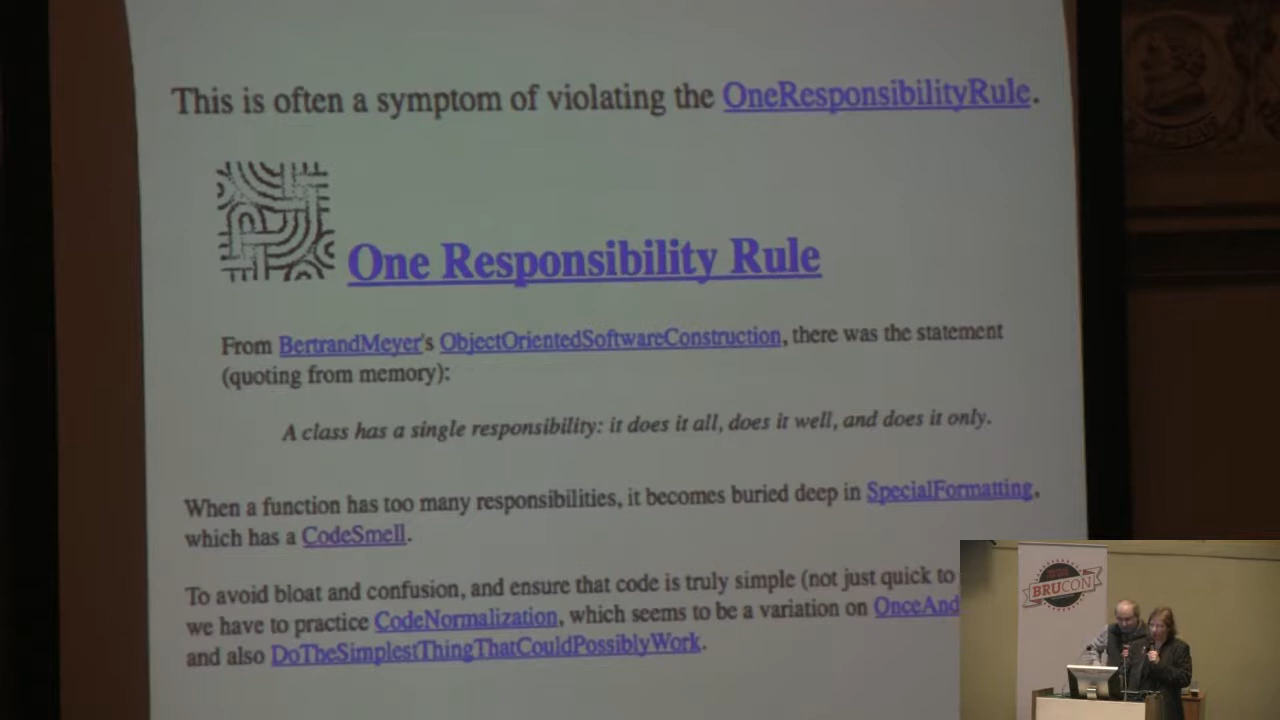 This is often a symptom of violating the OneResponsibilityRule.
One Responsibility Rule
From BertrandMeyer's ObjectOrientedSoftwareConstruction, there was the statement
(quoting from memory):
A class has a single responsibility: it does it all, does it well, and does it only.
When a function has too many responsibilities, it becomes buried deep in SpecialFormatting,
which has a CodeSmell.
To avoid bloat and confusion, and ensure that code is truly simple (not just quick to
we have to practice CodeNormalization, which seems to be a variation on OnceAnd
and also DoTheSimplestThingThatCouldPossiblyWork.
BRUCON